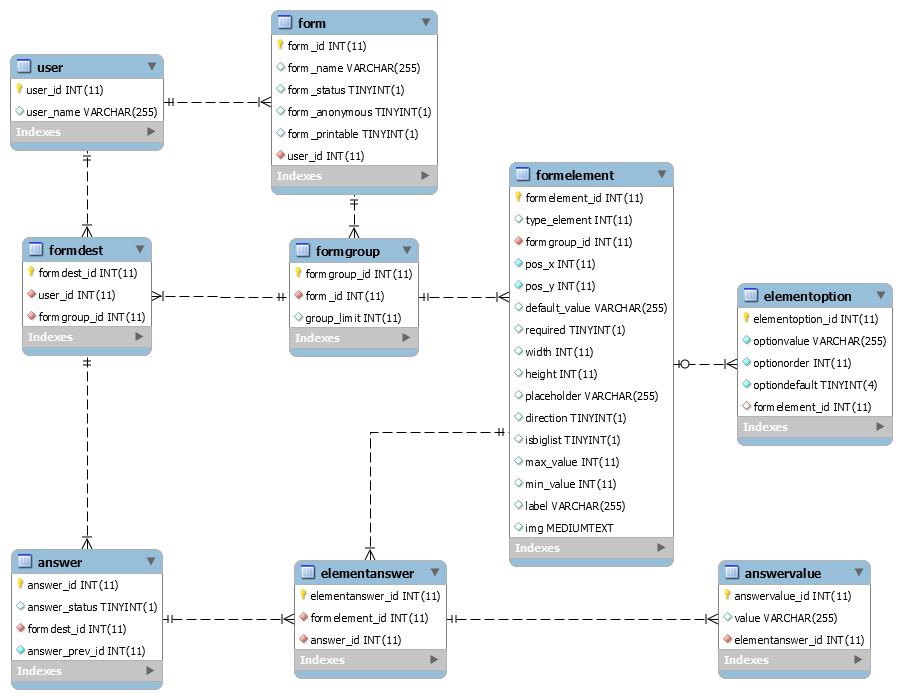 user
user_id INT(11)
user_name VARCHAR(255)
Indexes
form
form_id INT(11)
form_name VARCHAR(255)
form_status TINYINT(1)
form_anonymous TINYINT(1)
form_printable TINYINT(1)
user_id INT(11)
Indexes
formdest
formdest_id INT(11)
user_id INT(11)
formgroup_id INT(11)
Indexes
formgroup
formgroup_id INT(11)
form_id INT(11)
group_limit INT(11)
Indexes
formelement
formelement_id INT(11)
type_element INT(11)
formgroup_id INT(11)
pos_x INT(11)
pos_y INT(11)
default_value VARCHAR(255)
required TINYINT(1)
width INT(11)
height INT(11)
placeholder VARCHAR(255)
direction TINYINT(1)
isbiglist TINYINT(1)
max_value INT(11)
min_value INT(11)
label VARCHAR(255)
img MEDIUMTEXT
Indexes
elementoption
elementoption_id INT(11)
optionvalue VARCHAR(255)
optionorder INT(11)
optiondefault TINYINT(4)
formelement_id INT(11)
Indexes
answer
answer_id INT(11)
answer_status TINYINT(1)
formdest_id INT(11)
answer_prev_id INT(11)
Indexes
elementanswer
elementanswer_id INT(11)
formelement_id INT(11)
answer_id INT(11)
Indexes
answervalue
answervalue_id INT(11)
value VARCHAR(255)
elementanswer_id INT(11)
Indexes